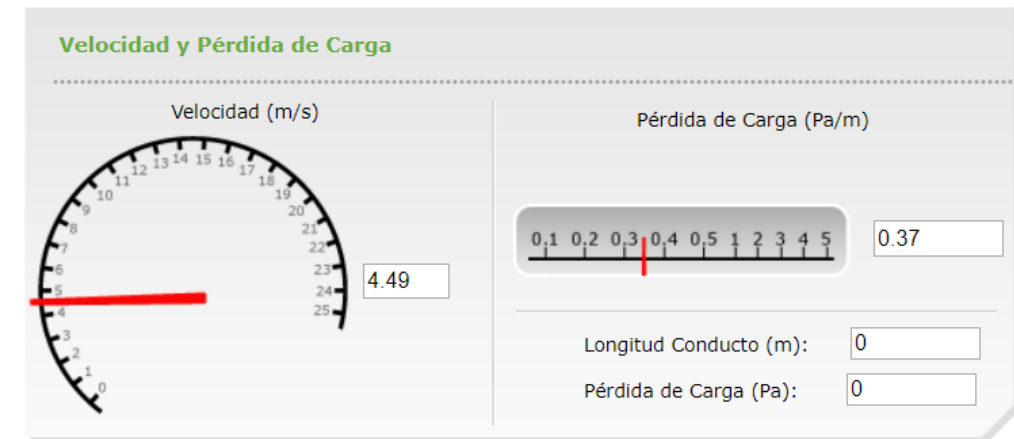 Velocidad y Pérdida de Carga
Velocidad (m/s)
0 1 2 3 4 5 6 7 8 9 10 11 12 13 14 15 16 17 18 19 20 21 22 23 24 25
4.49
Pérdida de Carga (Pa/m)
0,1 0,2 0,3 0,4 0,5 1 2 3 4 5
0.37
Longitud Conducto (m): 0
Pérdida de Carga (Pa): 0